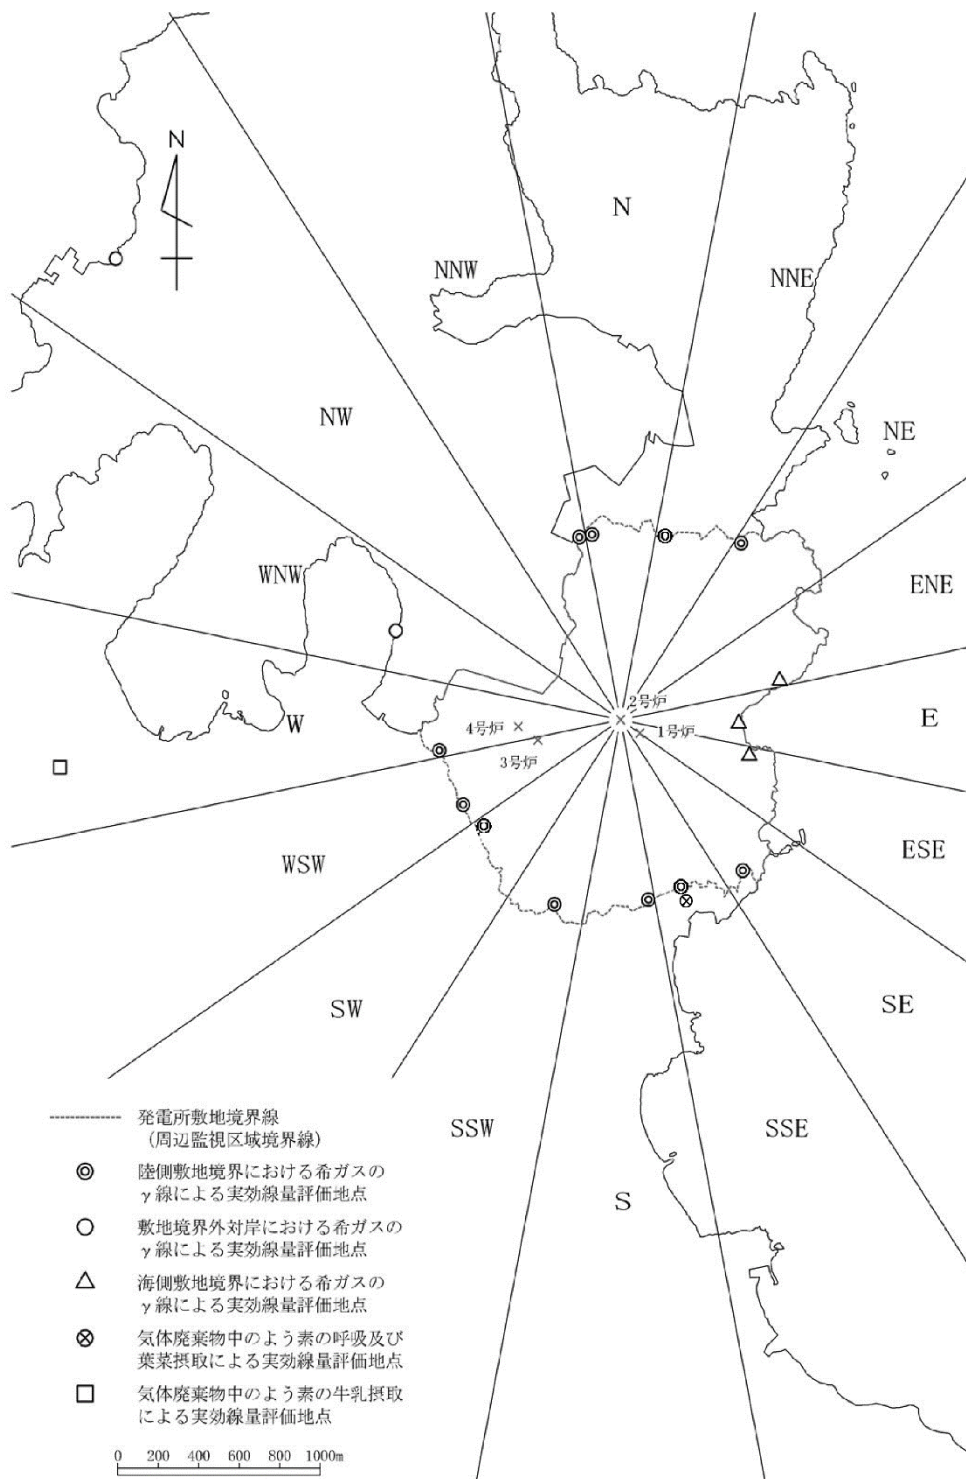 N
N
NNW
NNE
NW
NE
WNW
ENE
2号炉
W
4号炉
1号炉
E
3号炉
WSW
ESE
SW
SE
SSW
SSE
S
発電所敷地境界線
（周辺監視区域境界線）
陸側敷地境界における希ガスの
γ線による実効線量評価地点
敷地境界外対岸における希ガスの
γ線による実効線量評価地点
海側敷地境界における希ガスの
γ線による実効線量評価地点
気体廃棄物中のよう素の呼吸及び
葉菜摂取による実効線量評価地点
気体廃棄物中のよう素の牛乳摂取
による実効線量評価地点
0 200 400 600 800 1000m